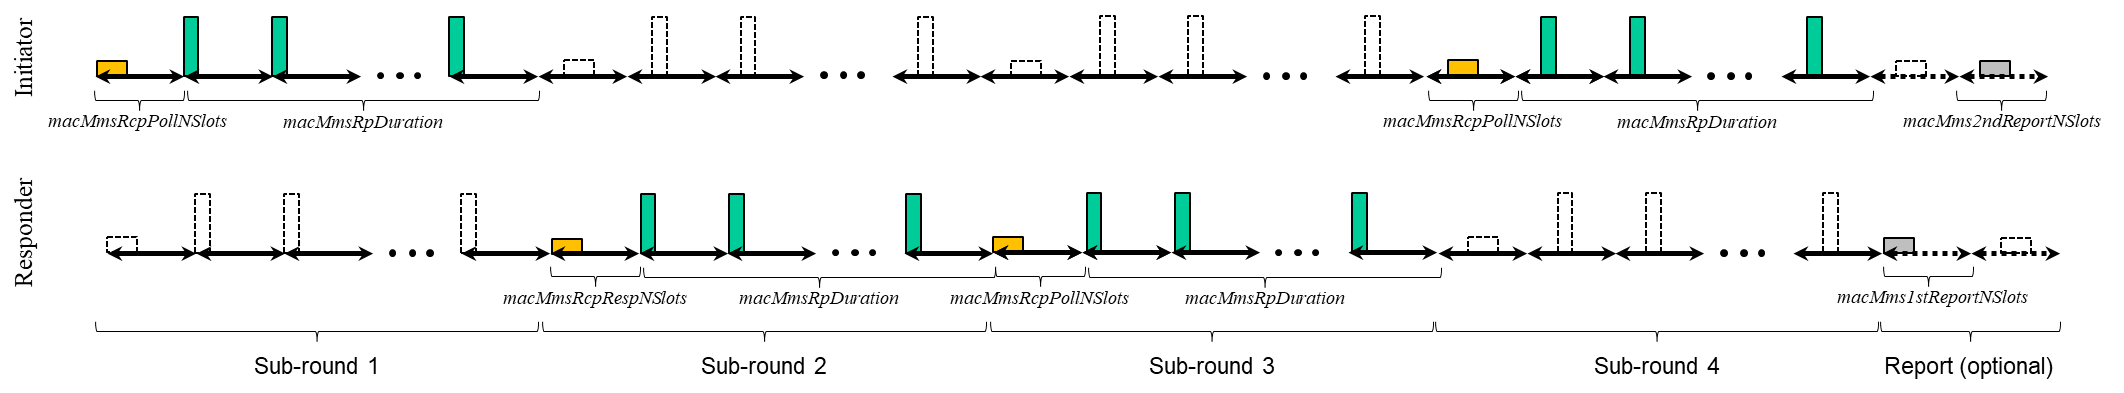 Initiator
macMmsRcpPollNSlots
macMmsRpDuration
macMmsRcpPollNSlots
macMmsRpDuration
macMms2ndReportNSlots
Responder
macMmsRcpRespNSlots
macMmsRpDuration
macMmsRcpPollNSlots
macMmsRpDuration
macMms1stReportNSlots
Sub-round 1
Sub-round 2
Sub-round 3
Sub-round 4
Report (optional)